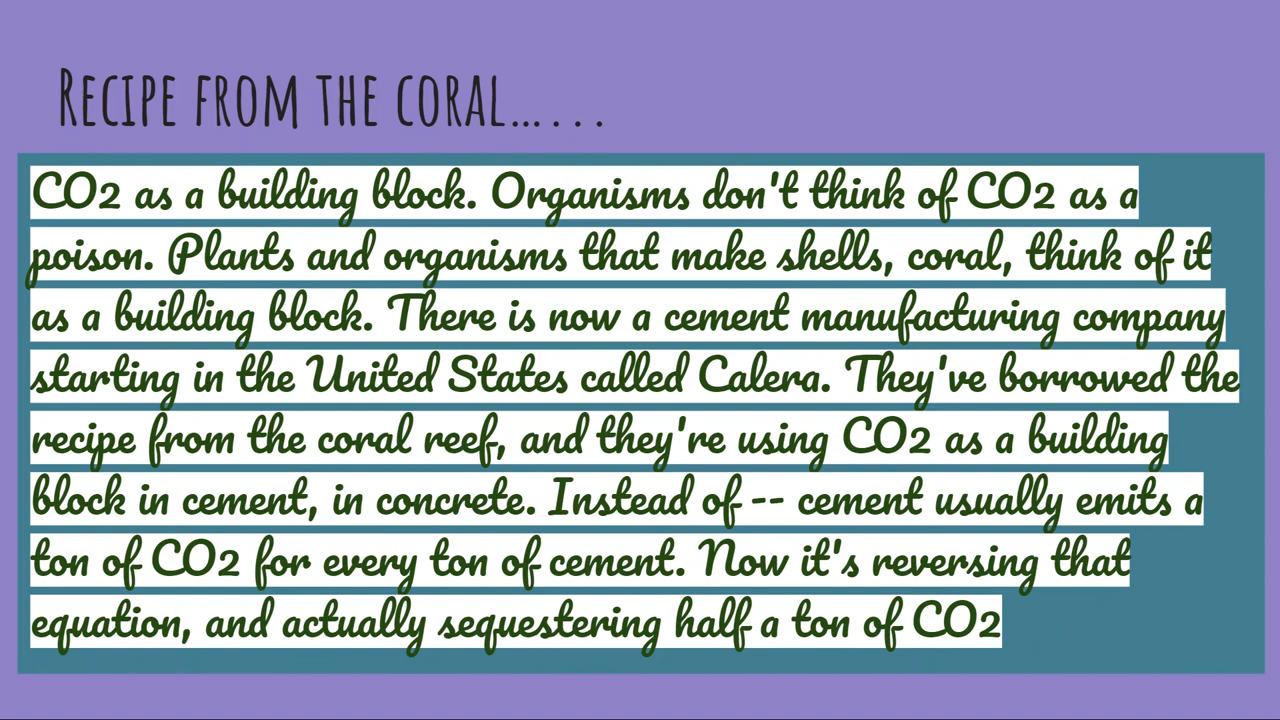 Recipe from the coral…...
CO2 as a building block. Organisms don't think of CO2 as a
poison. Plants and organisms that make shells, coral, think of it
as a building block. There is now a cement manufacturing company
starting in the United States called Calera. They've borrowed the
recipe from the coral reef, and they're using CO2 as a building
block in cement, in concrete. Instead of -- cement usually emits a
ton of CO2 for every ton of cement. Now it's reversing that
equation, and actually sequestering half a ton of CO2